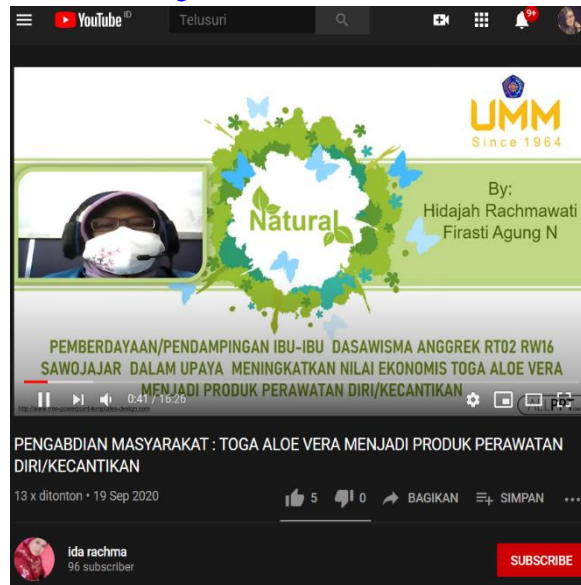 YouTube ID
Telusuri
9+
UMM
Since 1964
By:
Hidajah Rachmawati
Firasti Agung N
Natural
PEMBERDAYAAN/PENDAMPINGAN IBU-IBU DASAWISMA ANGGREK RT02 RW16
SAWOJAJAR DALAM UPAYA MENINGKATKAN NILAI EKONOMIS TOGA ALOE VERA
MENJADI PRODUK PERAWATAN DIRI/KECANTIKAN
0:41 / 16:26
ALLPPT
PENGABDIAN MASYARAKAT : TOGA ALOE VERA MENJADI PRODUK PERAWATAN
DIRI/KECANTIKAN
13 x ditonton • 19 Sep 2020
5
0
BAGIKAN
SIMPAN
ida rachma
96 subscriber
SUBSCRIBE